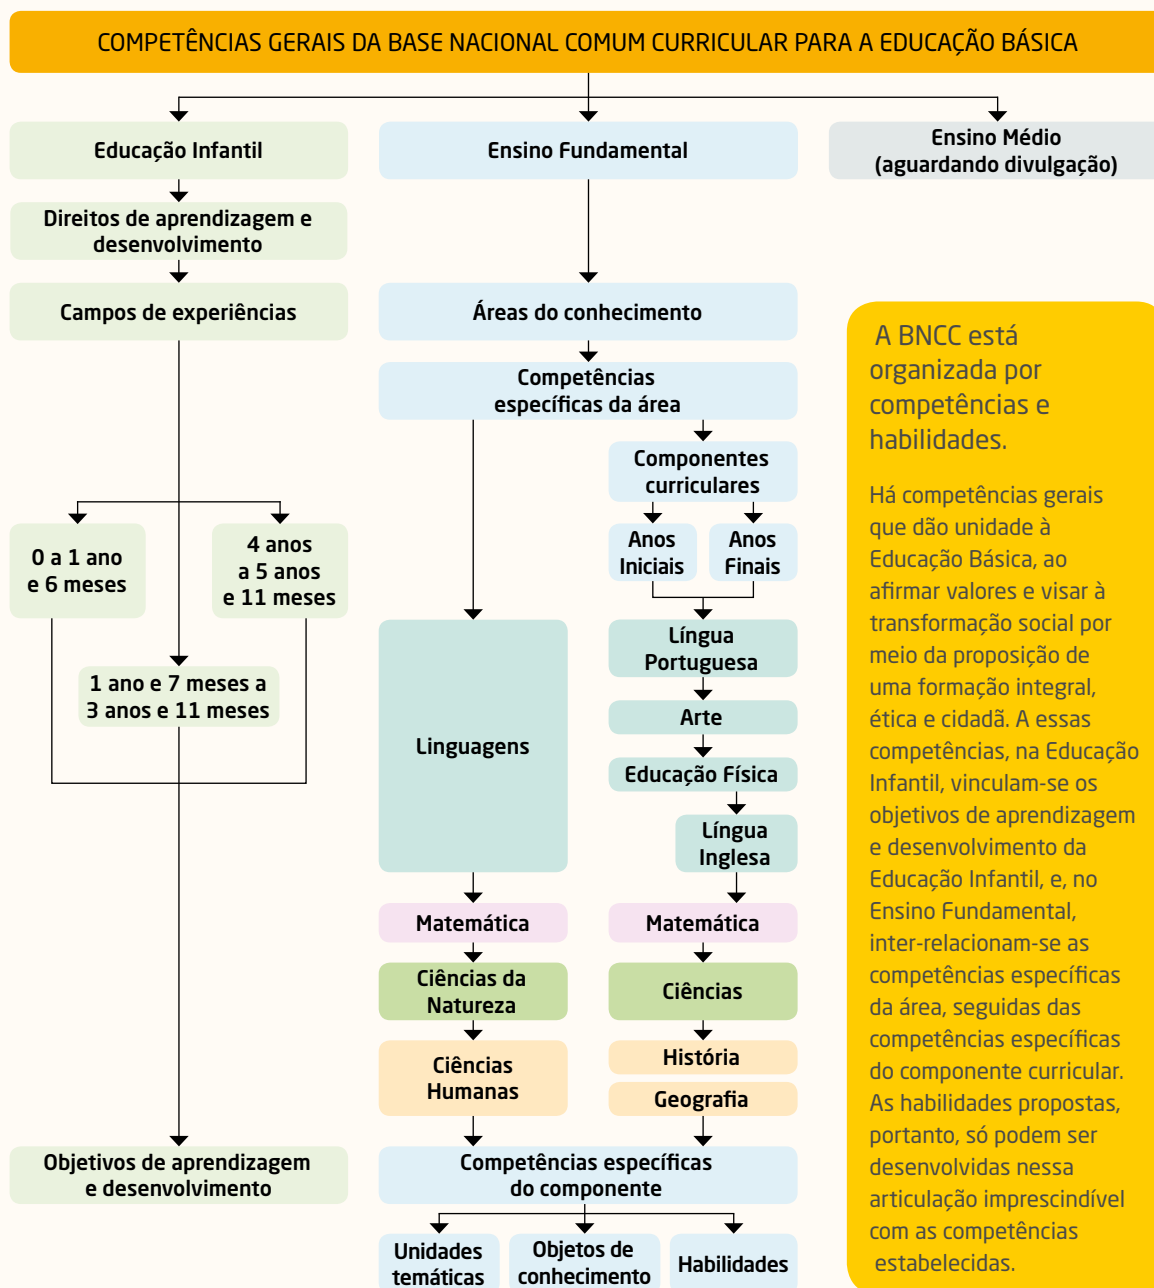 COMPETÊNCIAS GERAIS DA BASE NACIONAL COMUM CURRICULAR PARA A EDUCAÇÃO BÁSICA
Educação Infantil
Direitos de aprendizagem e
desenvolvimento
Campos de experiências
0 a 1 ano
e 6 meses
4 anos
a 5 anos
e 11 meses
1 ano e 7 meses a
3 anos e 11 meses
Objetivos de aprendizagem
e desenvolvimento
Ensino Fundamental
Áreas do conhecimento
Competências
específicas da área
Componentes
curriculares
Anos
Iniciais
Anos
Finais
Linguagens
Língua
Portuguesa
Arte
Educação Física
Língua
Inglesa
Matemática
Matemática
Ciências da
Natureza
Ciências
Ciências
Humanas
História
Geografia
Competências específicas
do componente
Unidades
temáticas
Objetos de
conhecimento
Habilidades
Ensino Médio
(aguardando divulgação)
A BNCC está
organizada por
competências e
habilidades.
Há competências gerais
que dão unidade à
Educação Básica, ao
afirmar valores e visar à
transformação social por
meio da proposição de
uma formação integral,
ética e cidadã. A essas
competências, na Educação
Infantil, vinculam-se os
objetivos de aprendizagem
e desenvolvimento da
Educação Infantil, e, no
Ensino Fundamental,
inter-relacionam-se as
competências específicas
da área, seguidas das
competências específicas
do componente curricular.
As habilidades propostas,
portanto, só podem ser
desenvolvidas nessa
articulação imprescindível
com as competências
estabelecidas.